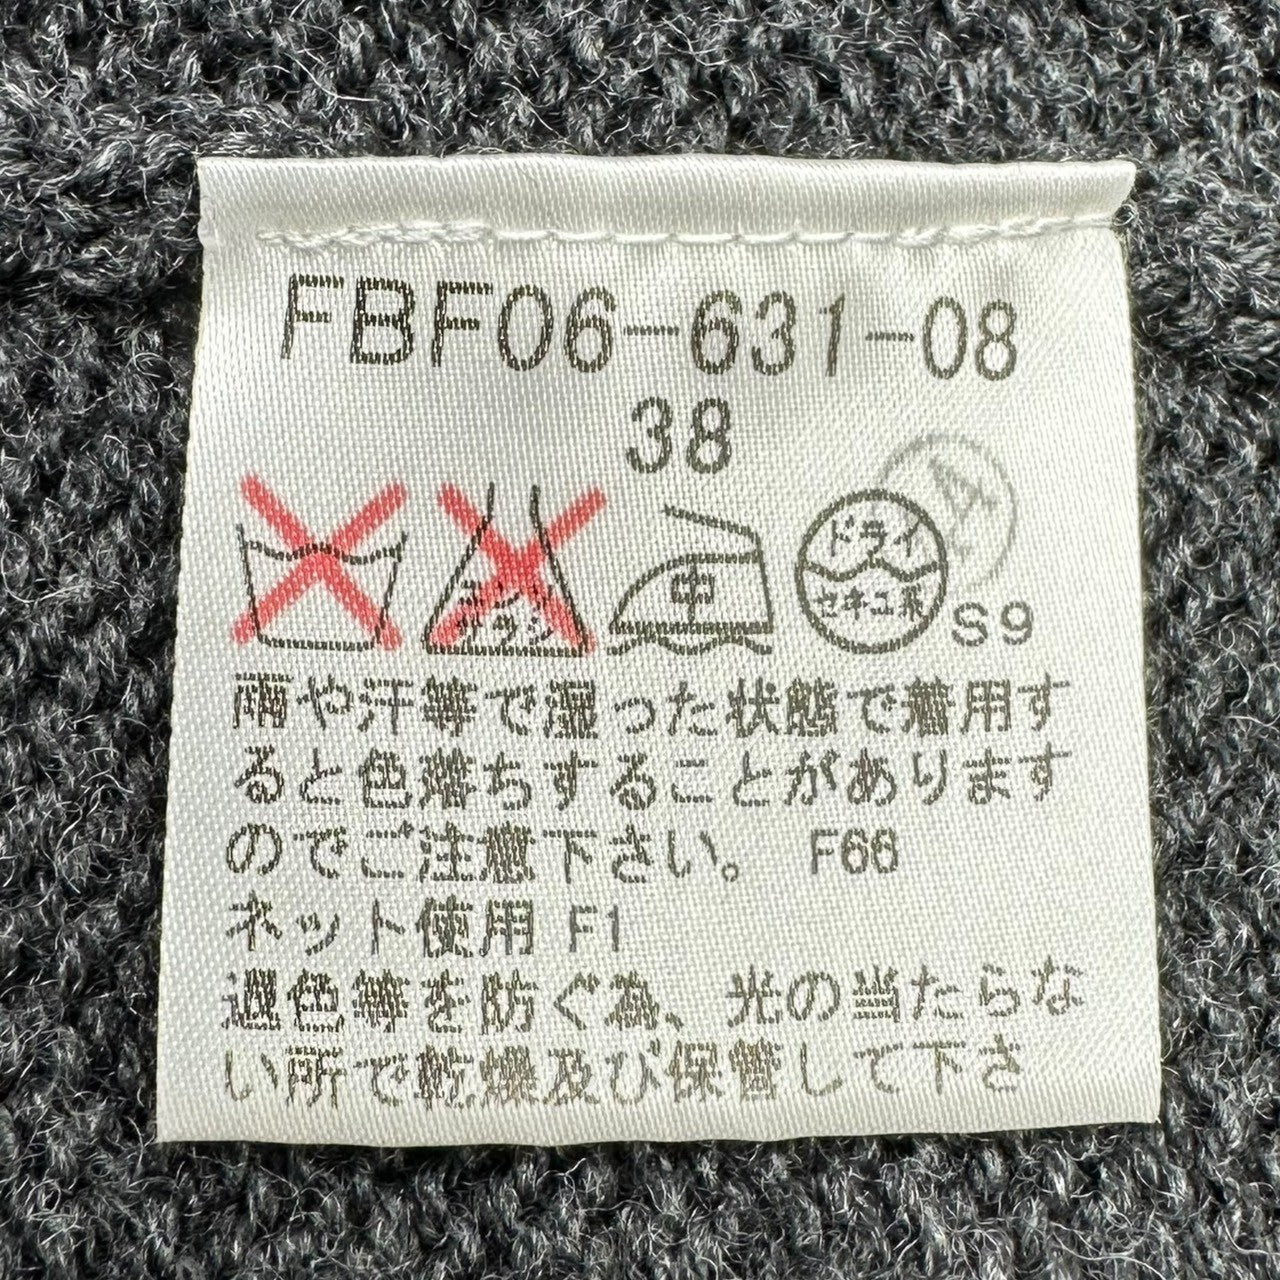 FBF06-631-08
38
エンソ
サラシ
中
ドライ
セキユ系
4
S9
雨や汗等で湿った状態で着用す
ると色落ちすることがあります
のでご注意下さい。 F66
ネット使用 F1
退色等を防ぐ為、光の当たらな
い所で乾燥及び保管して下さ